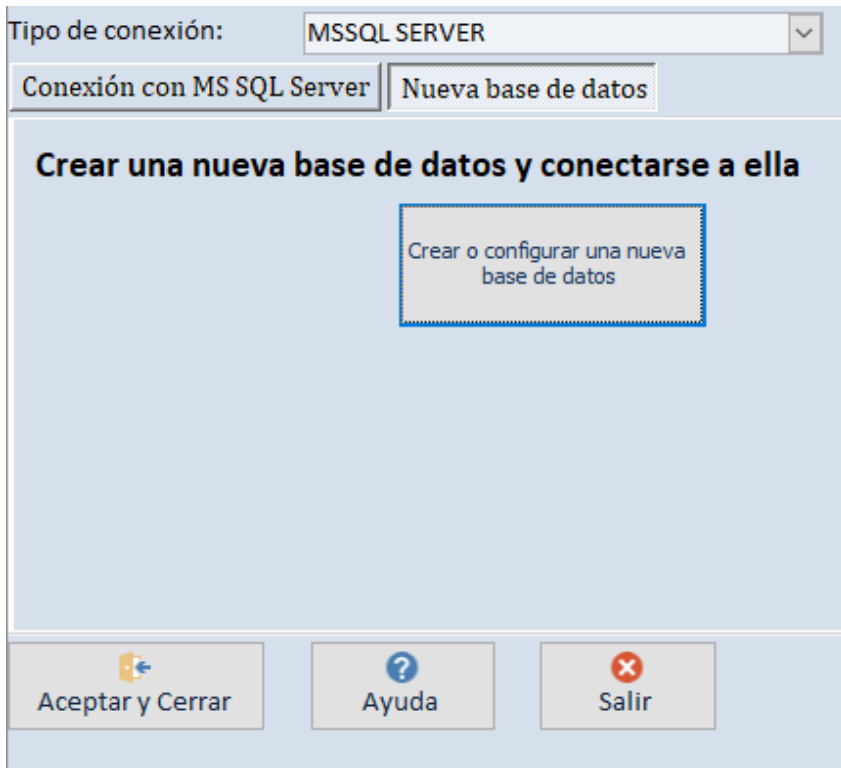 Tipo de conexión: MSSQL SERVER
Conexión con MS SQL Server Nueva base de datos
Crear una nueva base de datos y conectarse a ella
Crear o configurar una nueva
base de datos
Aceptar y Cerrar Ayuda Salir